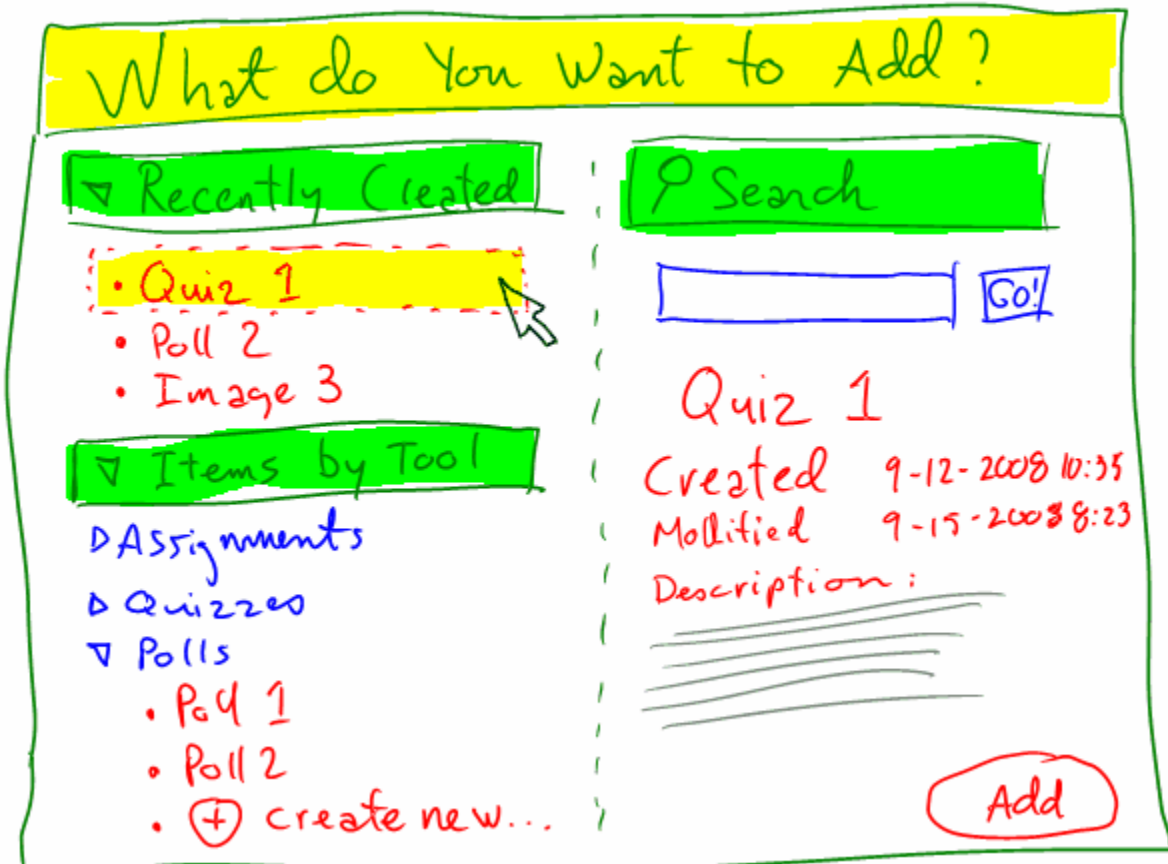 What do You Want to Add?
Recently Created
• Quiz 1
• Poll 2
• Image 3
Items by Tool
Assignments
Quizzes
Polls
• Poll 1
• Poll 2
• + create new...
Search
Go!
Quiz 1
Created 9-12-2008 10:35
Modified 9-15-2008 8:23
Description:
Add